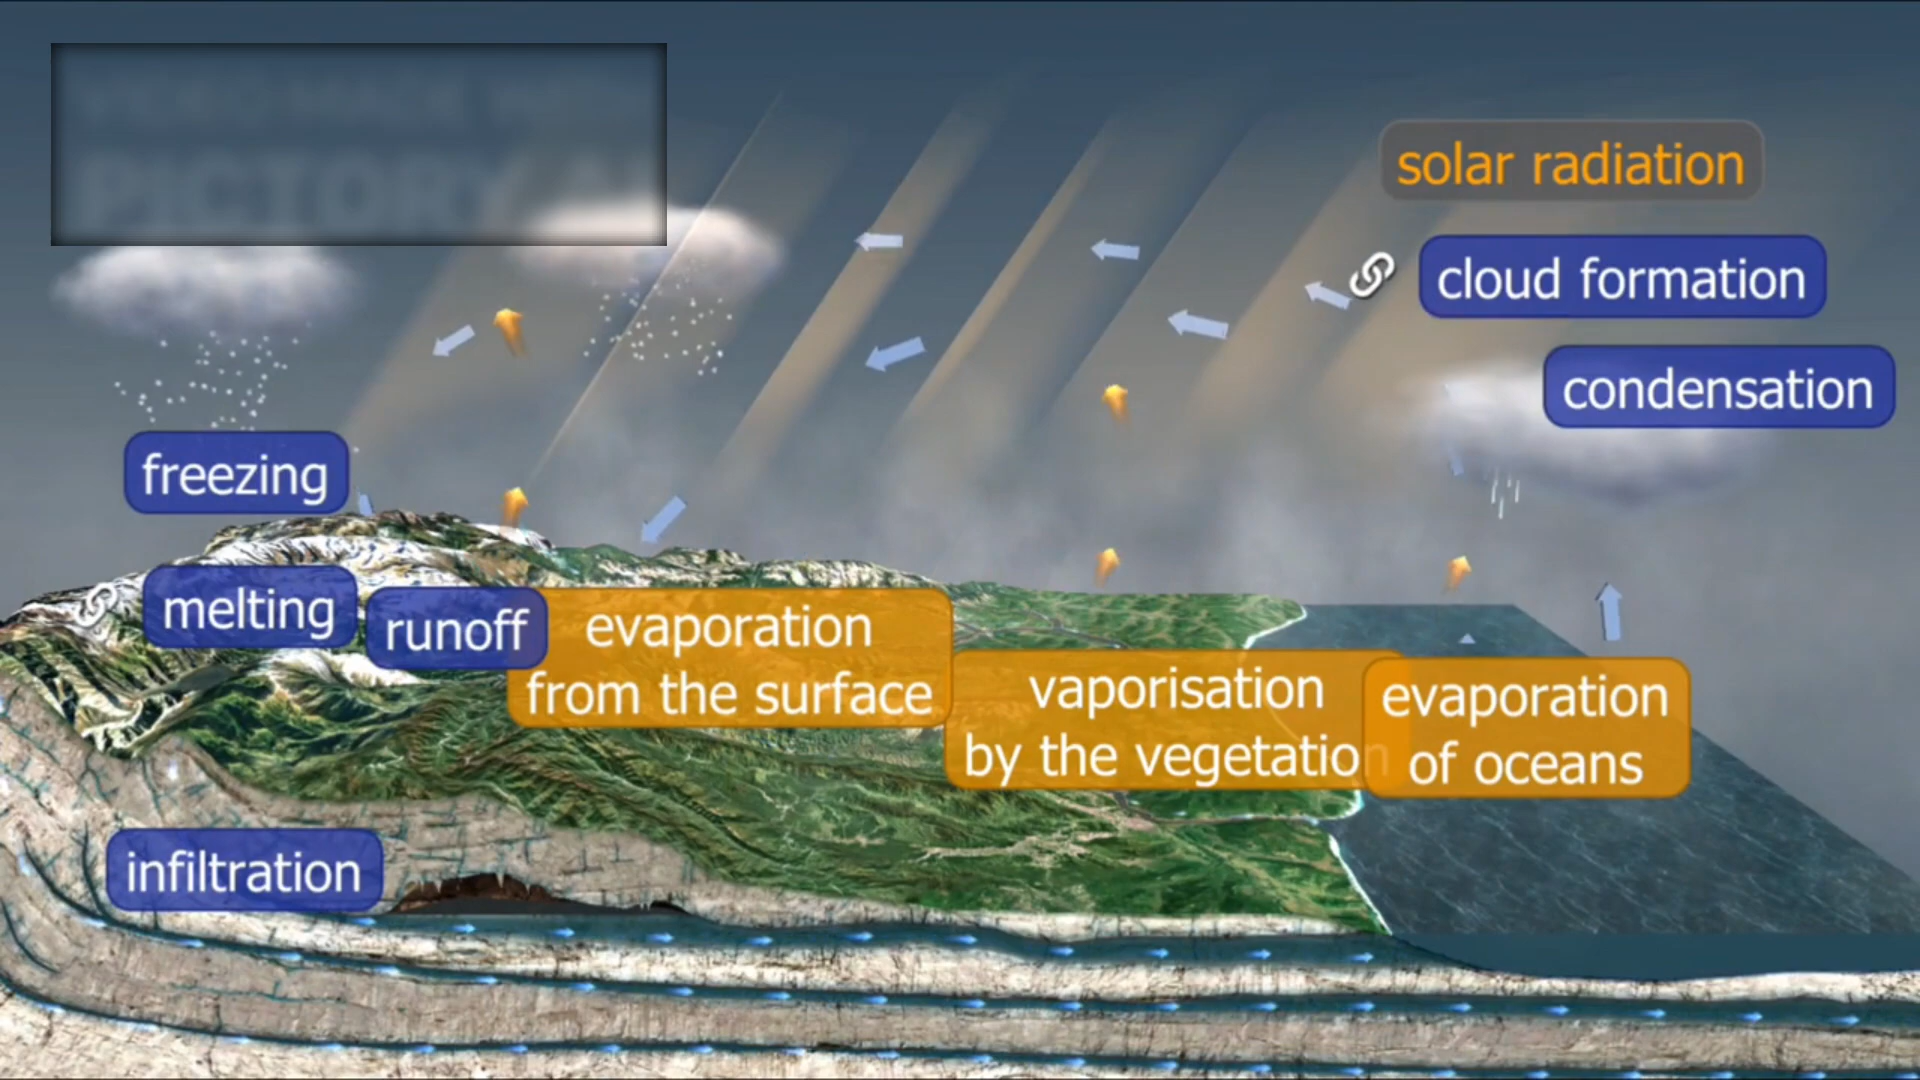 solar radiation
cloud formation
condensation
freezing
melting
runoff
evaporation
from the surface
vaporisation
by the vegetation
evaporation
of oceans
infiltration